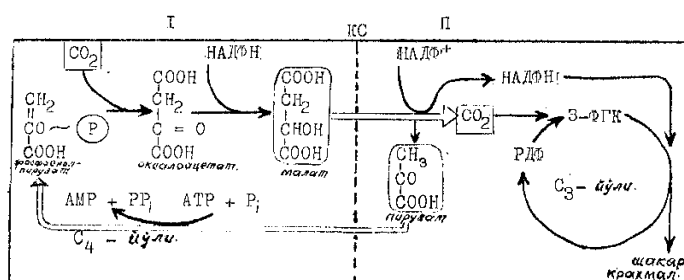 I КС II
CO2 НАДФН НАДФ+
НАДФН
COOH COOH
CH2 CH2 CH2 CO2 3-ФГК
CO ~ P C = O CHOH
COOH COOH COOH CH3 РДФ
фосфоенол-
пируват оксалоацетат. малат CO C3 - йўли.
COOH
AMP + PPi ATP + Pi
пируват
C4 - йўли.
шакар
крахмал.